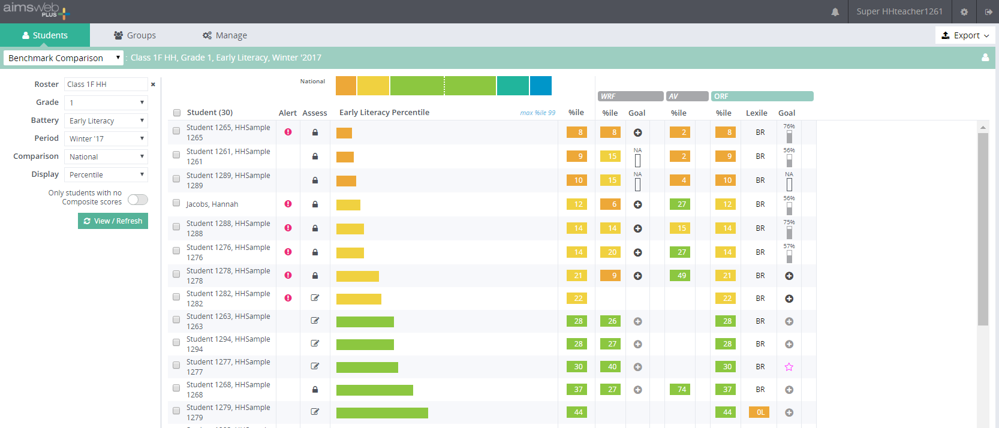 aimsweb
PLUS
Super HHteacher1261
Students
Groups
Manage
Export
Benchmark Comparison
: Class 1F HH, Grade 1, Early Literacy, Winter '2017
Roster Class 1F HH
Grade 1
Battery Early Literacy
Period Winter '17
Comparison National
Display Percentile
Only students with no
Composite scores
View / Refresh
National
WRF AV ORF
Student (30) Alert Assess Early Literacy Percentile max %ile 99 %ile %ile Goal %ile %ile Lexile Goal
Student 1265, HHSample
1265
8 8 2 8 BR 76%
Student 1261, HHSample
1261
9 15 NA 2 9 BR 56%
Student 1289, HHSample
1289
10 15 NA 4 10 BR NA
Jacobs, Hannah 12 6 27 12 BR 56%
Student 1288, HHSample
1288
14 14 15 14 BR 75%
Student 1276, HHSample
1276
14 20 27 14 BR 57%
Student 1278, HHSample
1278
21 9 49 21 BR
Student 1282, HHSample
1282
22 22 BR
Student 1263, HHSample
1263
28 26 28 BR
Student 1294, HHSample
1294
28 27 28 BR
Student 1277, HHSample
1277
30 40 30 BR
Student 1268, HHSample
1268
37 27 74 37 BR
Student 1279, HHSample
1279
44 44 0L